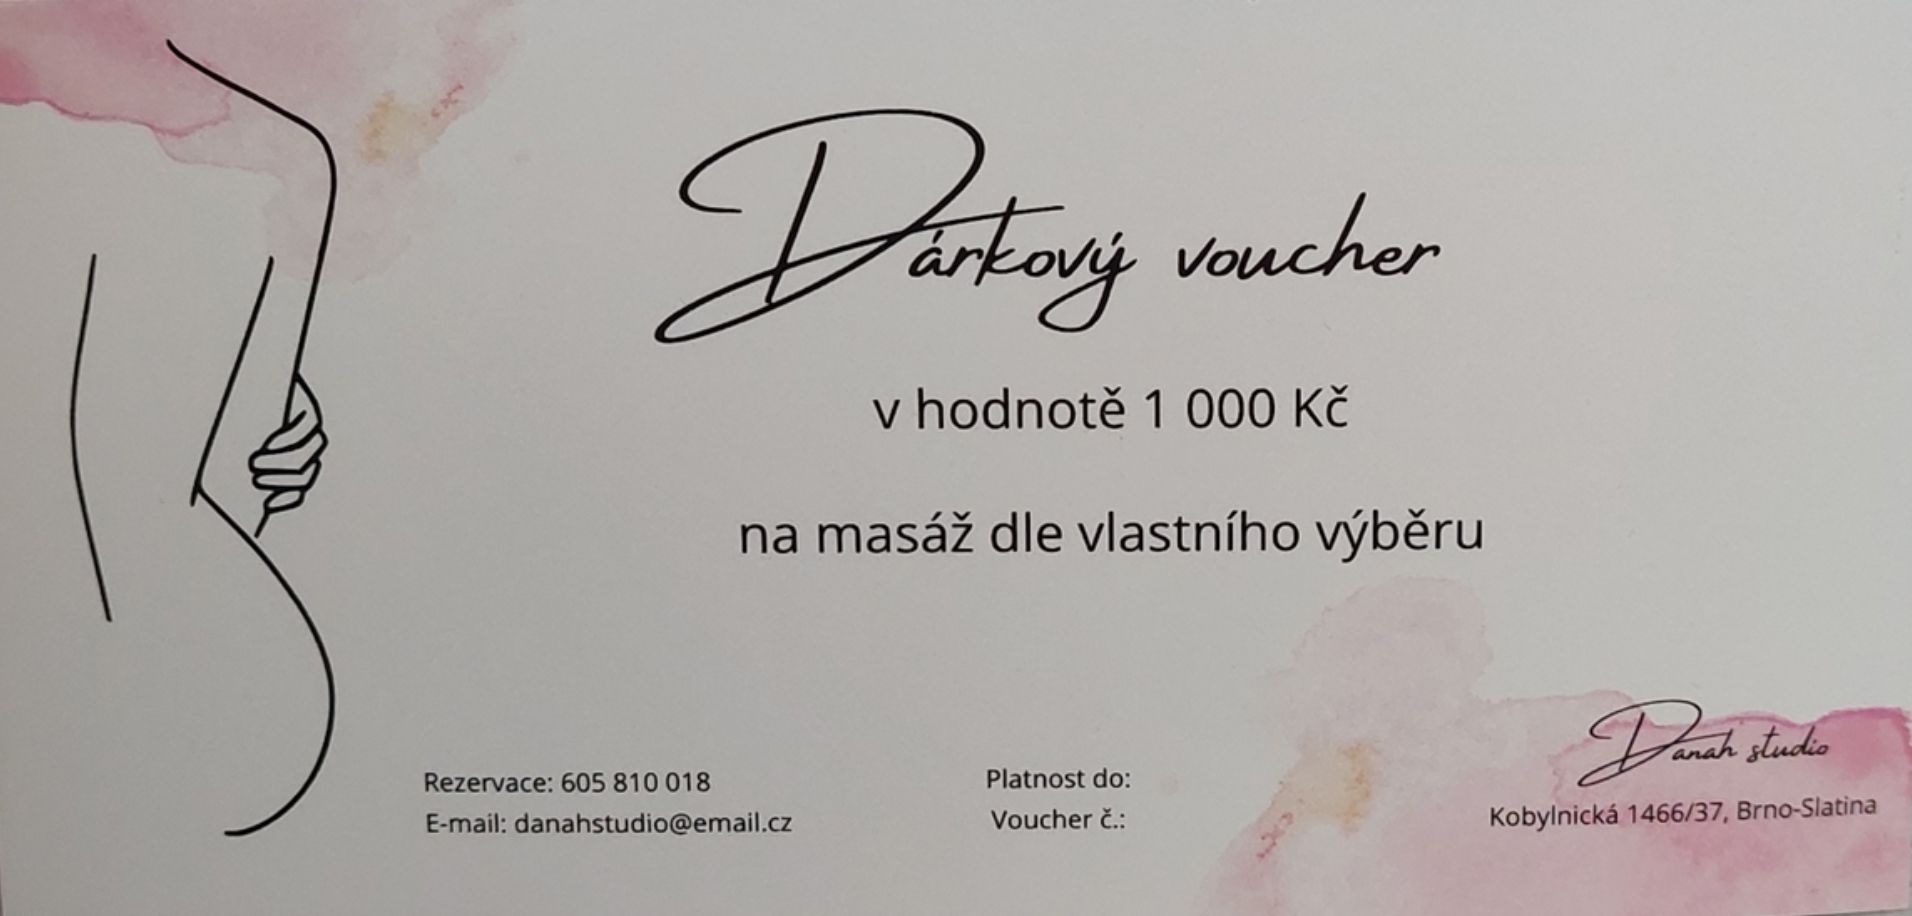 Dárkový voucher
v hodnotě 1 000 Kč
na masáž dle vlastního výběru
Rezervace: 605 810 018
E-mail: danahstudio@email.cz
Platnost do:
Voucher č.:
Danah studio
Kobylnická 1466/37, Brno-Slatina